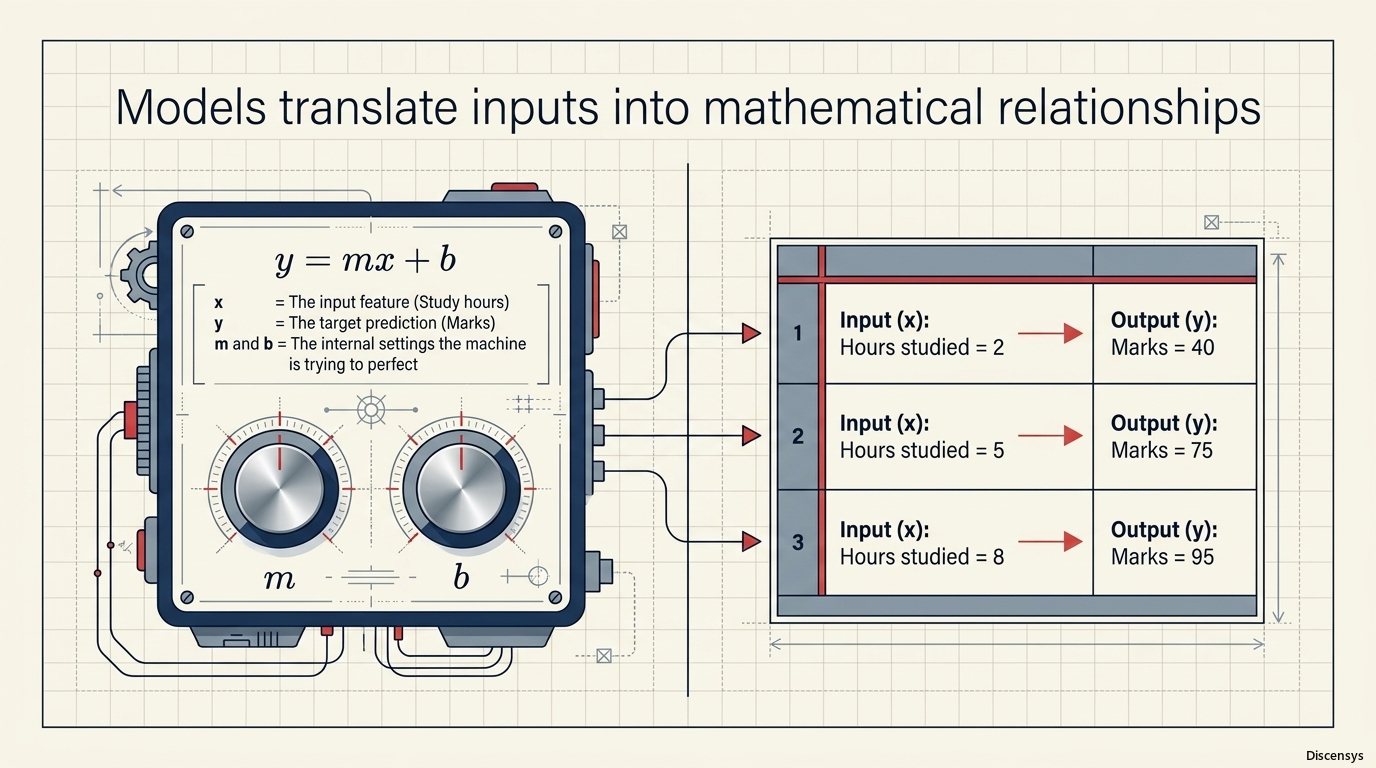 Models translate inputs into mathematical relationships
y = mx + b
x = The input feature (Study hours)
y = The target prediction (Marks)
m and b = The internal settings the machine
is trying to perfect
m
b
1
Input (x):
Hours studied = 2
Output (y):
Marks = 40
2
Input (x):
Hours studied = 5
Output (y):
Marks = 75
3
Input (x):
Hours studied = 8
Output (y):
Marks = 95
Discensys